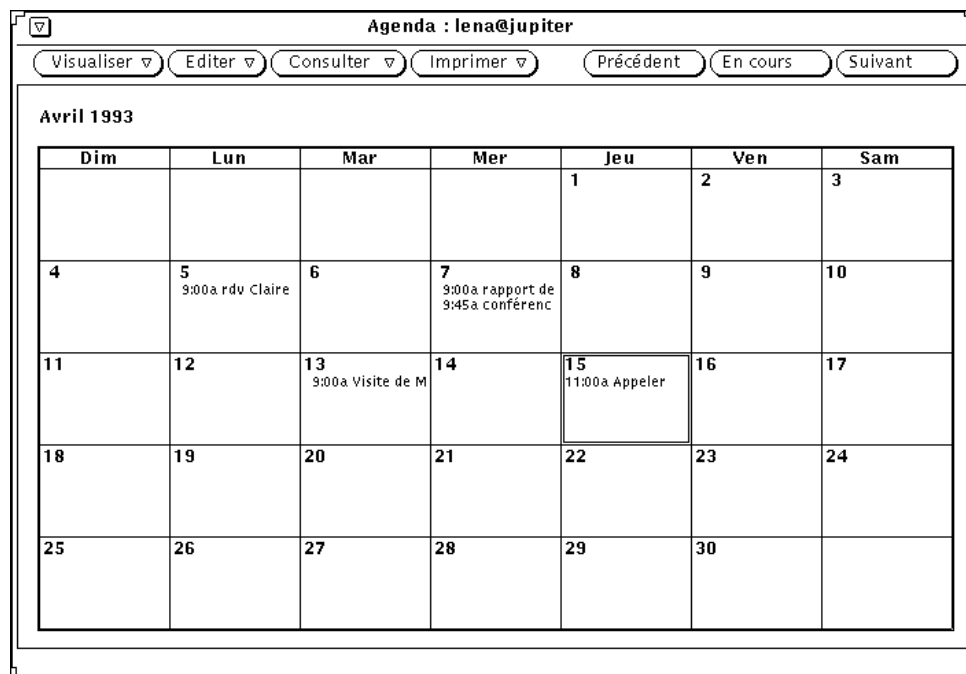 Agenda : lena@jupiter
Visualiser Editer Consulter Imprimer Précédent En cours Suivant
Avril 1993
Dim Lun Mar Mer Jeu Ven Sam
1 2 3
4 5 6 7 8 9 10
9:00a rdv Claire 9:00a rapport de
9:45a conférenc
11 12 13 14 15 16 17
9:00a Visite de M 11:00a Appeler
18 19 20 21 22 23 24
25 26 27 28 29 30